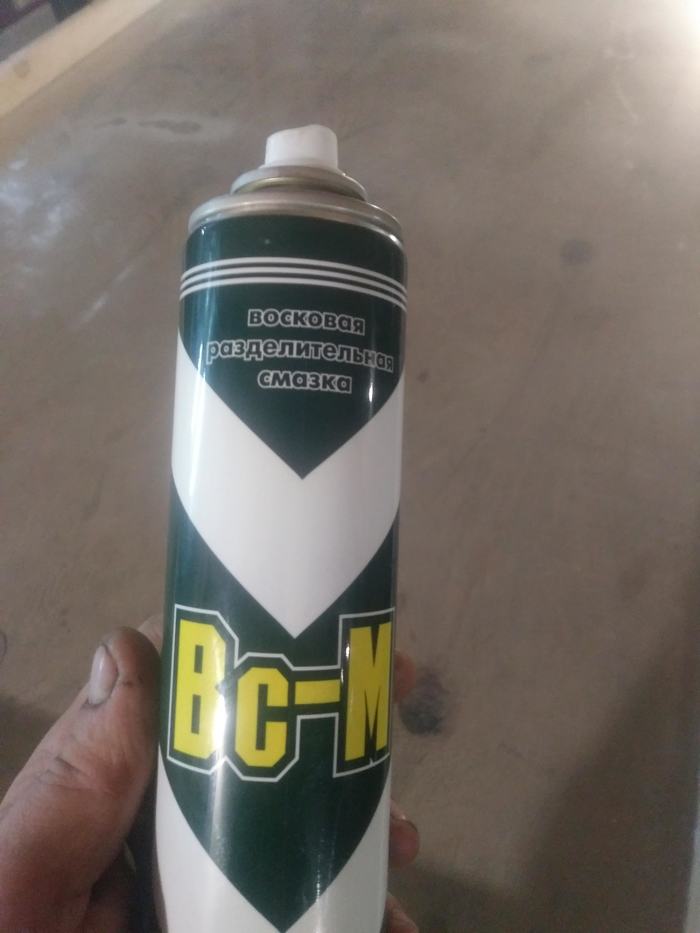 восковая
разделительная
смазка
Вс-М